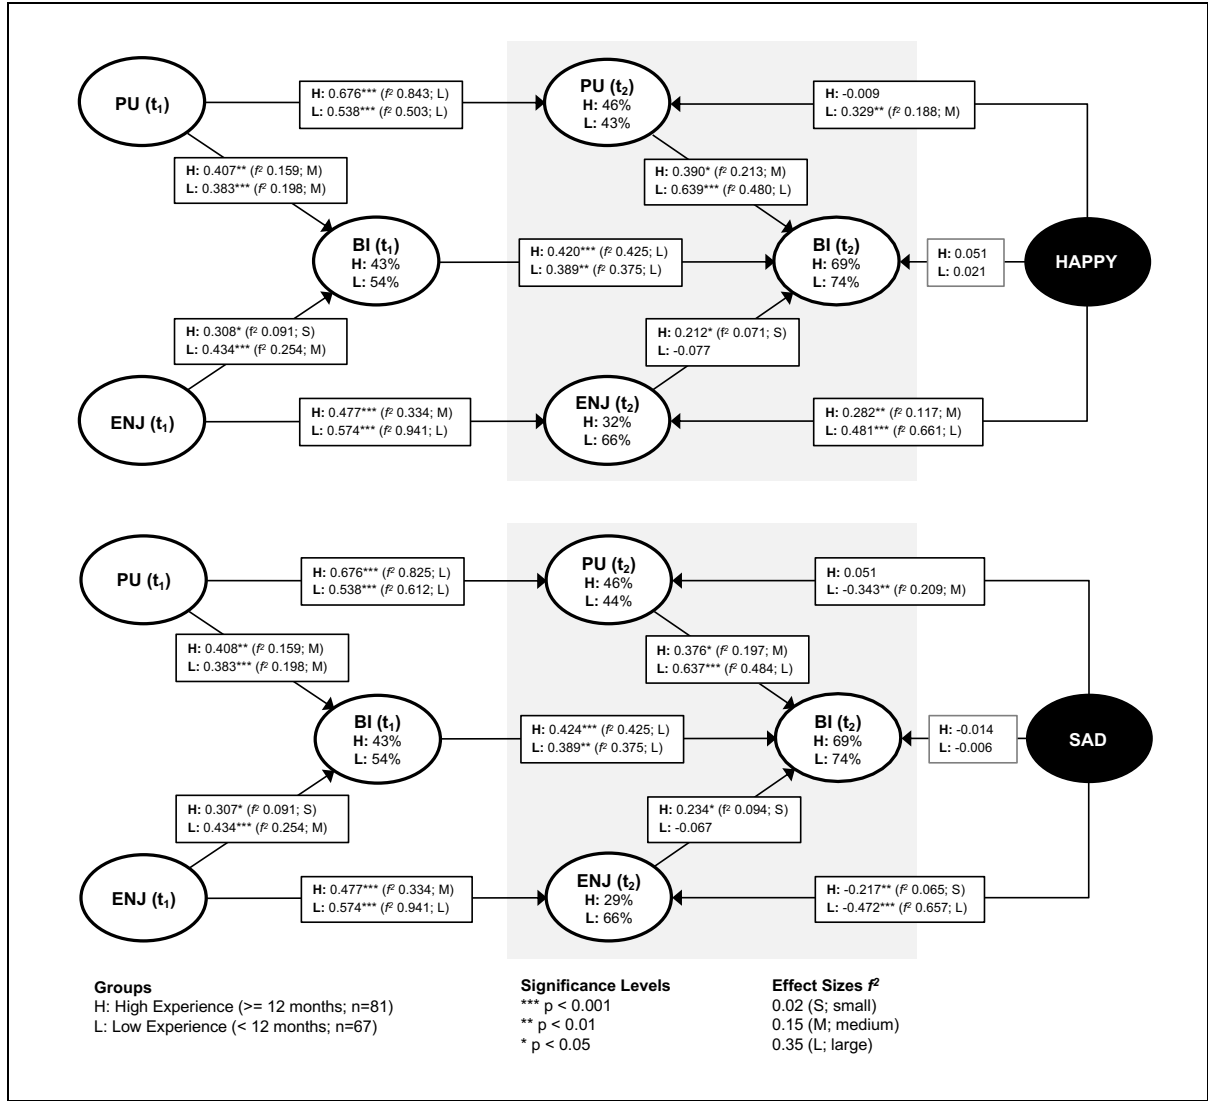 PU (t₁)
H: 0.676*** (f² 0.843; L)
L: 0.538*** (f² 0.503; L)
PU (t₂)
H: 46%
L: 43%
H: -0.009
L: 0.329** (f² 0.188; M)
H: 0.407** (f² 0.159; M)
L: 0.383*** (f² 0.198; M)
H: 0.390* (f² 0.213; M)
L: 0.639*** (f² 0.480; L)
BI (t₁)
H: 43%
L: 54%
H: 0.420*** (f² 0.425; L)
L: 0.389** (f² 0.375; L)
BI (t₂)
H: 69%
L: 74%
H: 0.051
L: 0.021
HAPPY
H: 0.308* (f² 0.091; S)
L: 0.434*** (f² 0.254; M)
H: 0.212* (f² 0.071; S)
L: -0.077
ENJ (t₁)
H: 0.477*** (f² 0.334; M)
L: 0.574*** (f² 0.941; L)
ENJ (t₂)
H: 32%
L: 66%
H: 0.282** (f² 0.117; M)
L: 0.481*** (f² 0.661; L)
PU (t₁)
H: 0.676*** (f² 0.825; L)
L: 0.538*** (f² 0.612; L)
PU (t₂)
H: 46%
L: 44%
H: 0.051
L: -0.343** (f² 0.209; M)
H: 0.408** (f² 0.159; M)
L: 0.383*** (f² 0.198; M)
H: 0.376* (f² 0.197; M)
L: 0.637*** (f² 0.484; L)
BI (t₁)
H: 43%
L: 54%
H: 0.424*** (f² 0.425; L)
L: 0.389** (f² 0.375; L)
BI (t₂)
H: 69%
L: 74%
H: -0.014
L: -0.006
SAD
H: 0.307* (f² 0.091; S)
L: 0.434*** (f² 0.254; M)
H: 0.234* (f² 0.094; S)
L: -0.067
ENJ (t₁)
H: 0.477*** (f² 0.334; M)
L: 0.574*** (f² 0.941; L)
ENJ (t₂)
H: 29%
L: 66%
H: -0.217** (f² 0.065; S)
L: -0.472*** (f² 0.657; L)
Groups
H: High Experience (>= 12 months; n=81)
L: Low Experience (< 12 months; n=67)
Significance Levels
*** p < 0.001
** p < 0.01
* p < 0.05
Effect Sizes f²
0.02 (S; small)
0.15 (M; medium)
0.35 (L; large)